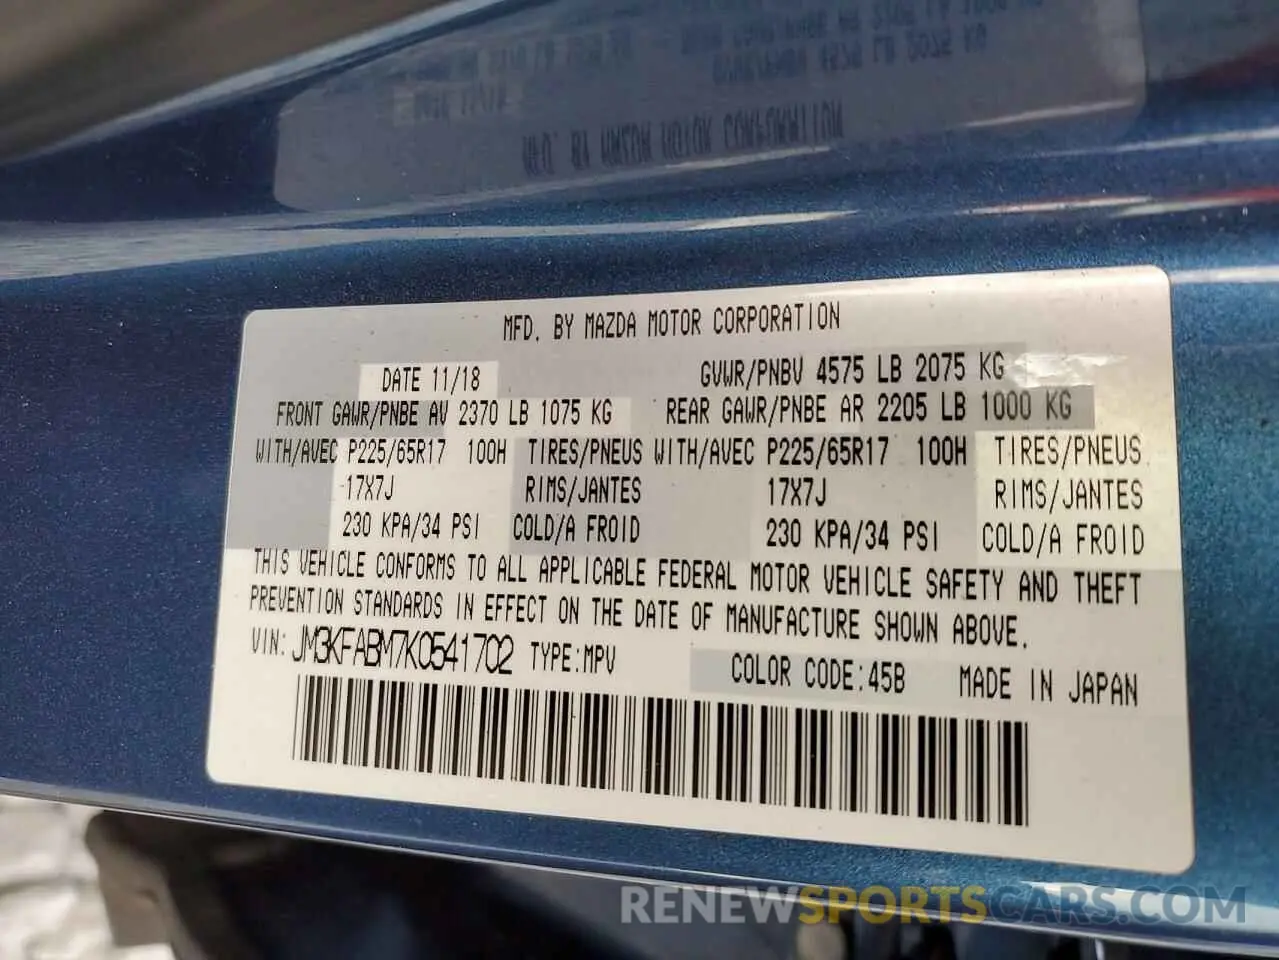 MFD. BY MAZDA MOTOR CORPORATION
DATE 11/18 GVWR/PNBV 4575 LB 2075 KG
FRONT GAWR/PNBE AV 2370 LB 1075 KG REAR GAWR/PNBE AR 2205 LB 1000 KG
WITH/AVEC P225/65R17 100H TIRES/PNEUS WITH/AVEC P225/65R17 100H TIRES/PNEUS
17X7J RIMS/JANTES 17X7J RIMS/JANTES
230 KPA/34 PSI COLD/A FROID 230 KPA/34 PSI COLD/A FROID
THIS VEHICLE CONFORMS TO ALL APPLICABLE FEDERAL MOTOR VEHICLE SAFETY AND THEFT
PREVENTION STANDARDS IN EFFECT ON THE DATE OF MANUFACTURE SHOWN ABOVE.
VIN: JM3KFABM7K0541702 TYPE:MPV COLOR CODE:45B MADE IN JAPAN
RENEWSPORTSCARS.COM